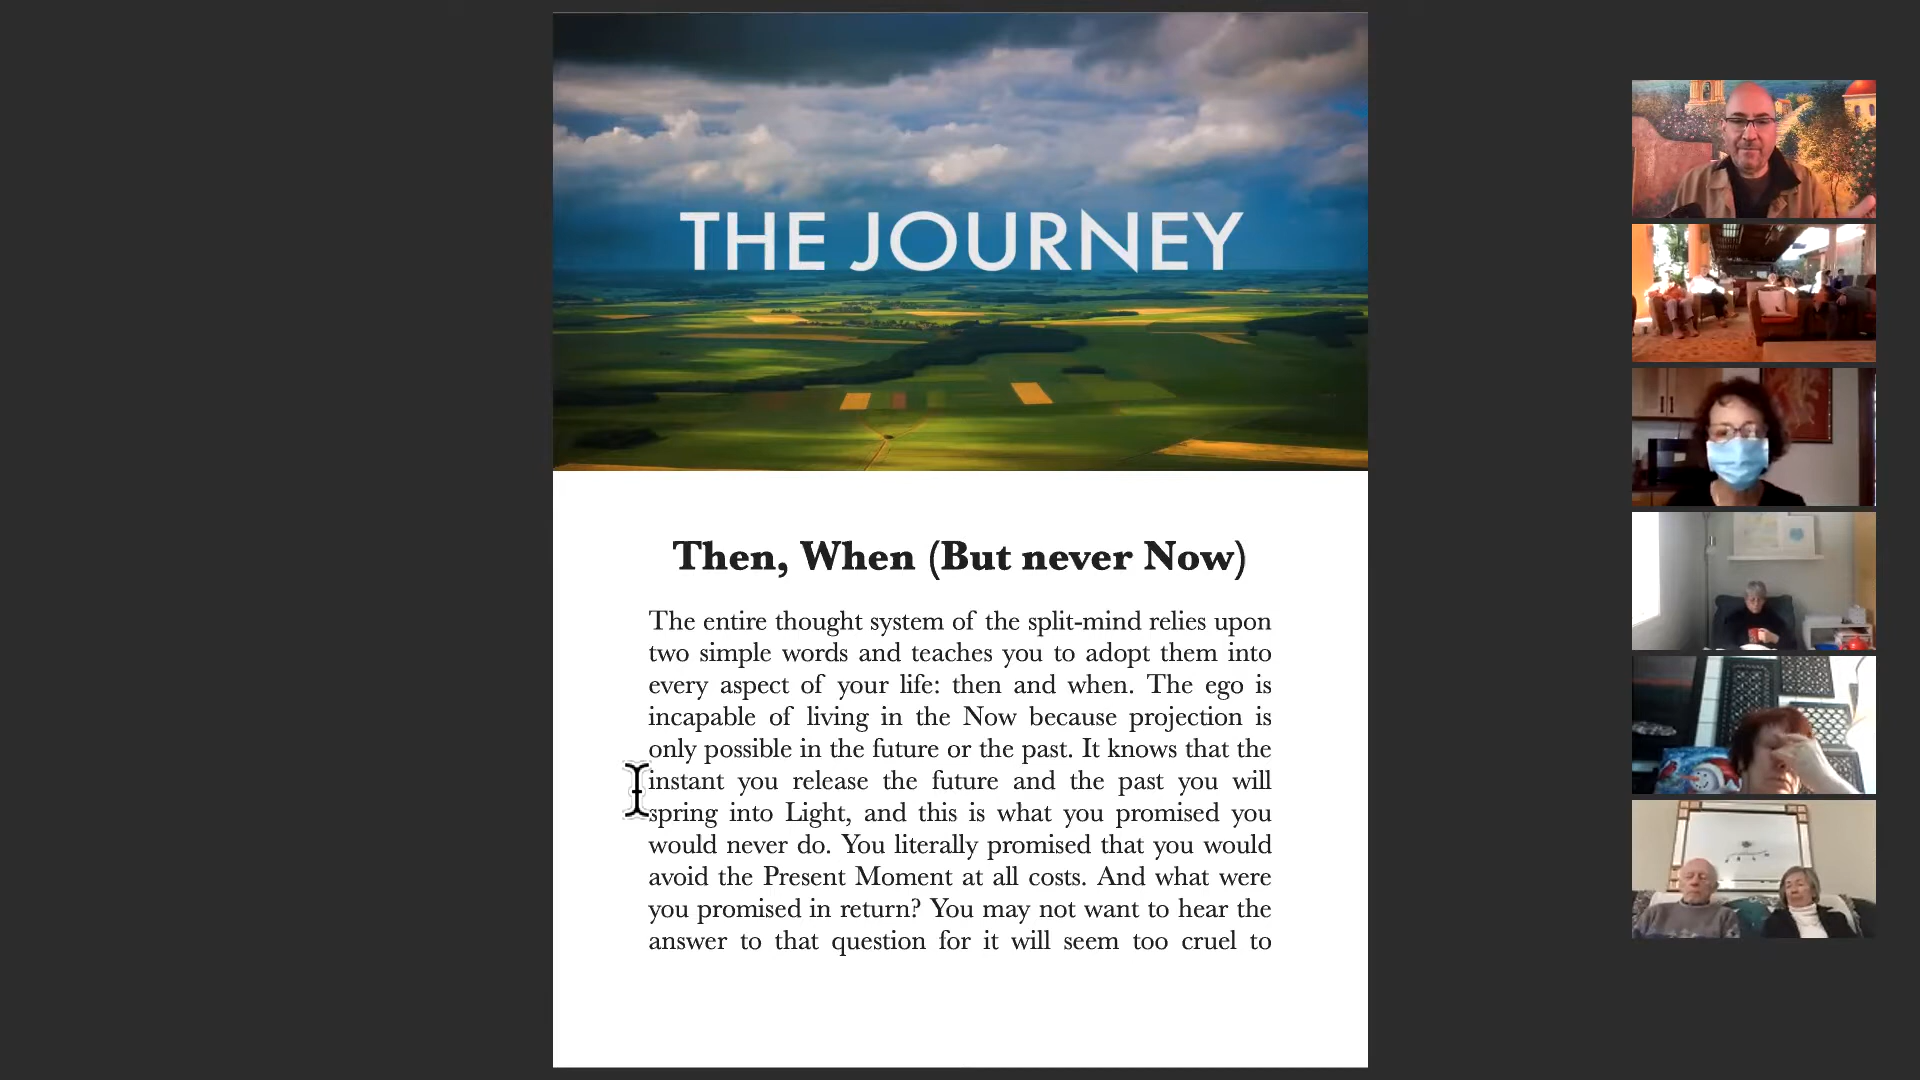 THE JOURNEY
Then, When (But never Now)
The entire thought system of the split-mind relies upon
two simple words and teaches you to adopt them into
every aspect of your life: then and when. The ego is
incapable of living in the Now because projection is
only possible in the future or the past. It knows that the
instant you release the future and the past you will
spring into Light, and this is what you promised you
would never do. You literally promised that you would
avoid the Present Moment at all costs. And what were
you promised in return? You may not want to hear the
answer to that question for it will seem too cruel to